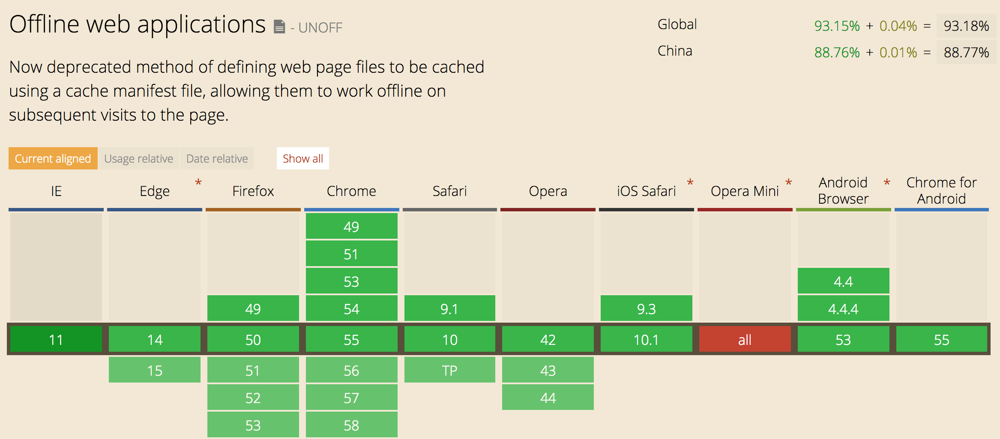 Offline web applications - UNOFF
Global 93.15% + 0.04% = 93.18%
China 88.76% + 0.01% = 88.77%
Now deprecated method of defining web page files to be cached
using a cache manifest file, allowing them to work offline on
subsequent visits to the page.
Current aligned Usage relative Date relative Show all
IE Edge * Firefox Chrome Safari Opera iOS Safari * Opera Mini * Android Browser * Chrome for Android
49
51
53 4.4
49 54 9.1 9.3 4.4.4
11 14 50 55 10 42 10.1 all 53 55
15 51 56 TP 43
52 57 44
53 58